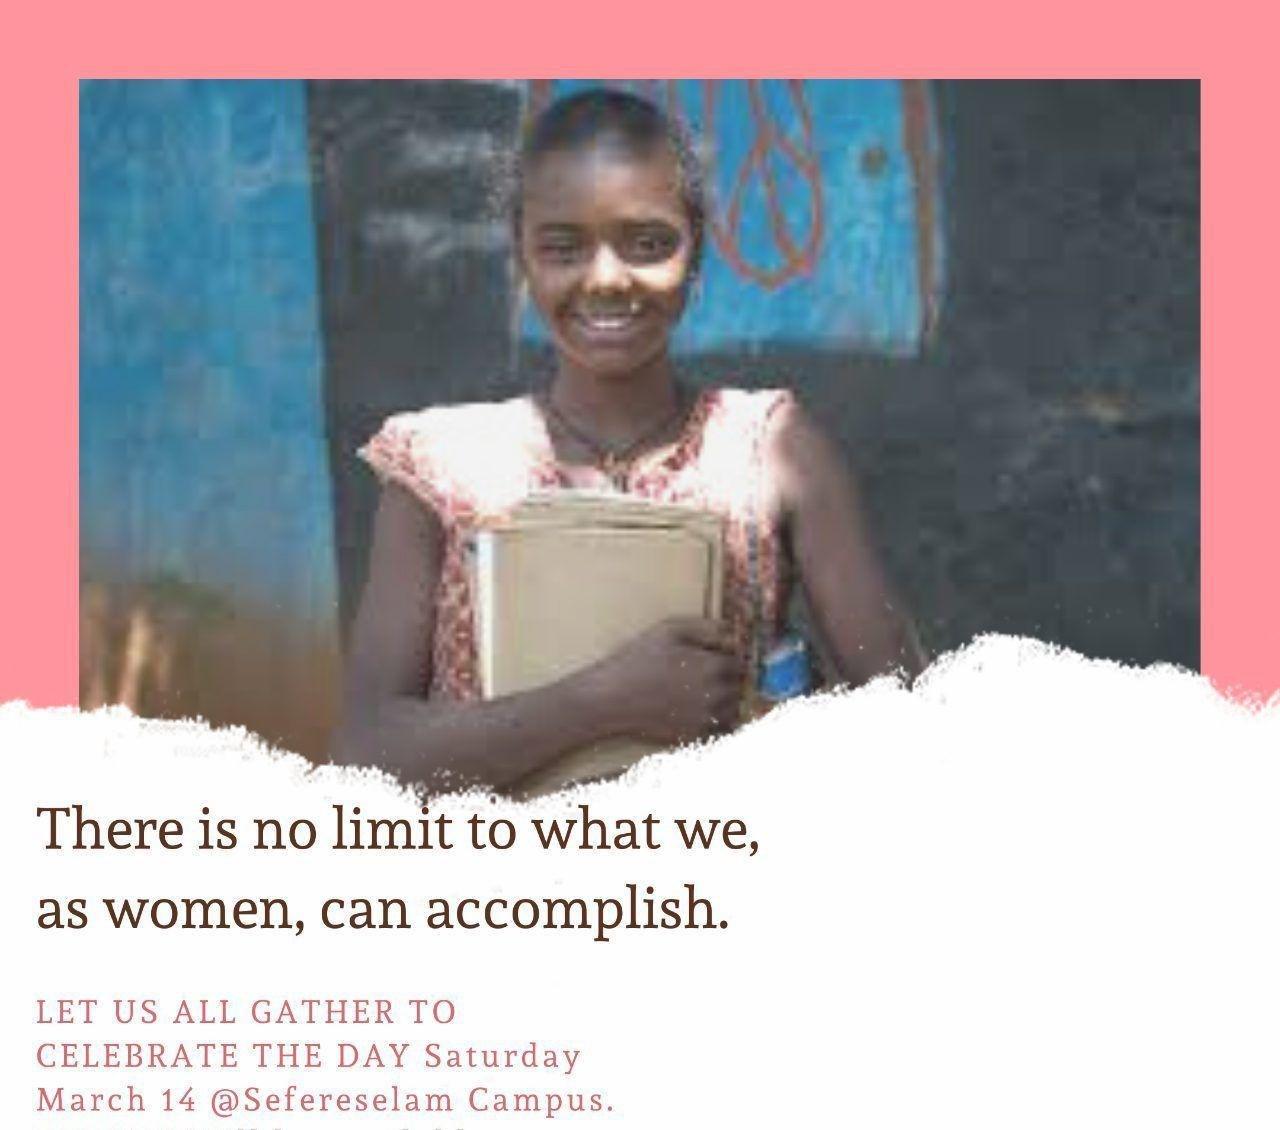 There is no limit to what we,
as women, can accomplish.
LET US ALL GATHER TO
CELEBRATE THE DAY Saturday
March 14 @Sefereselam Campus.